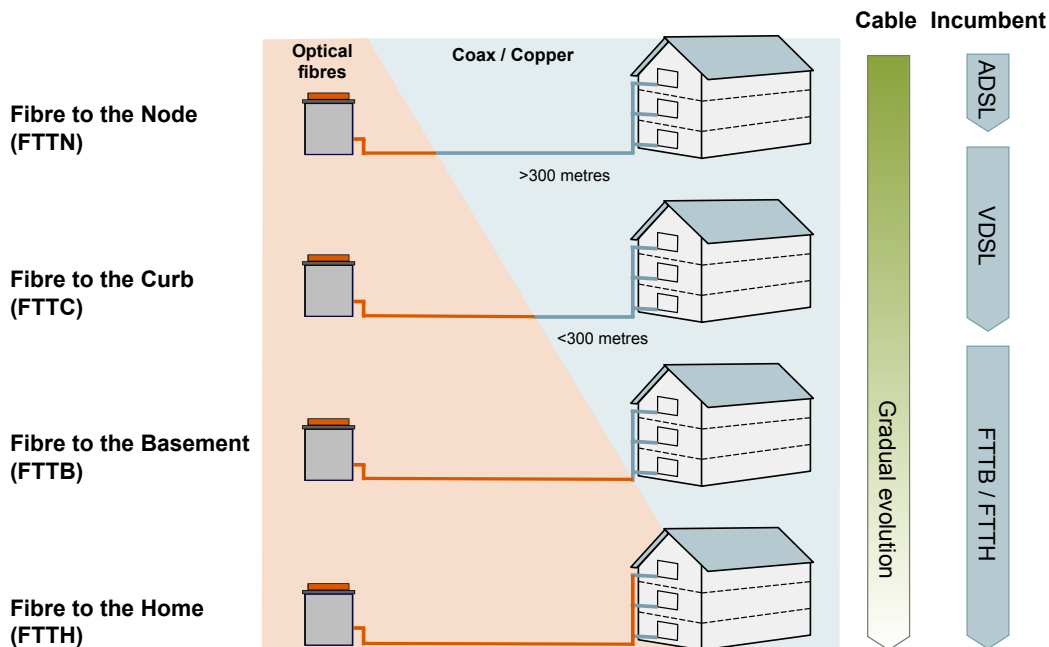 Cable Incumbent
Optical
fibres
Coax / Copper
Fibre to the Node
(FTTN)
>300 metres
ADSL
VDSL
Fibre to the Curb
(FTTC)
<300 metres
Fibre to the Basement
(FTTB)
Gradual evolution
FTTB / FTTH
Fibre to the Home
(FTTH)